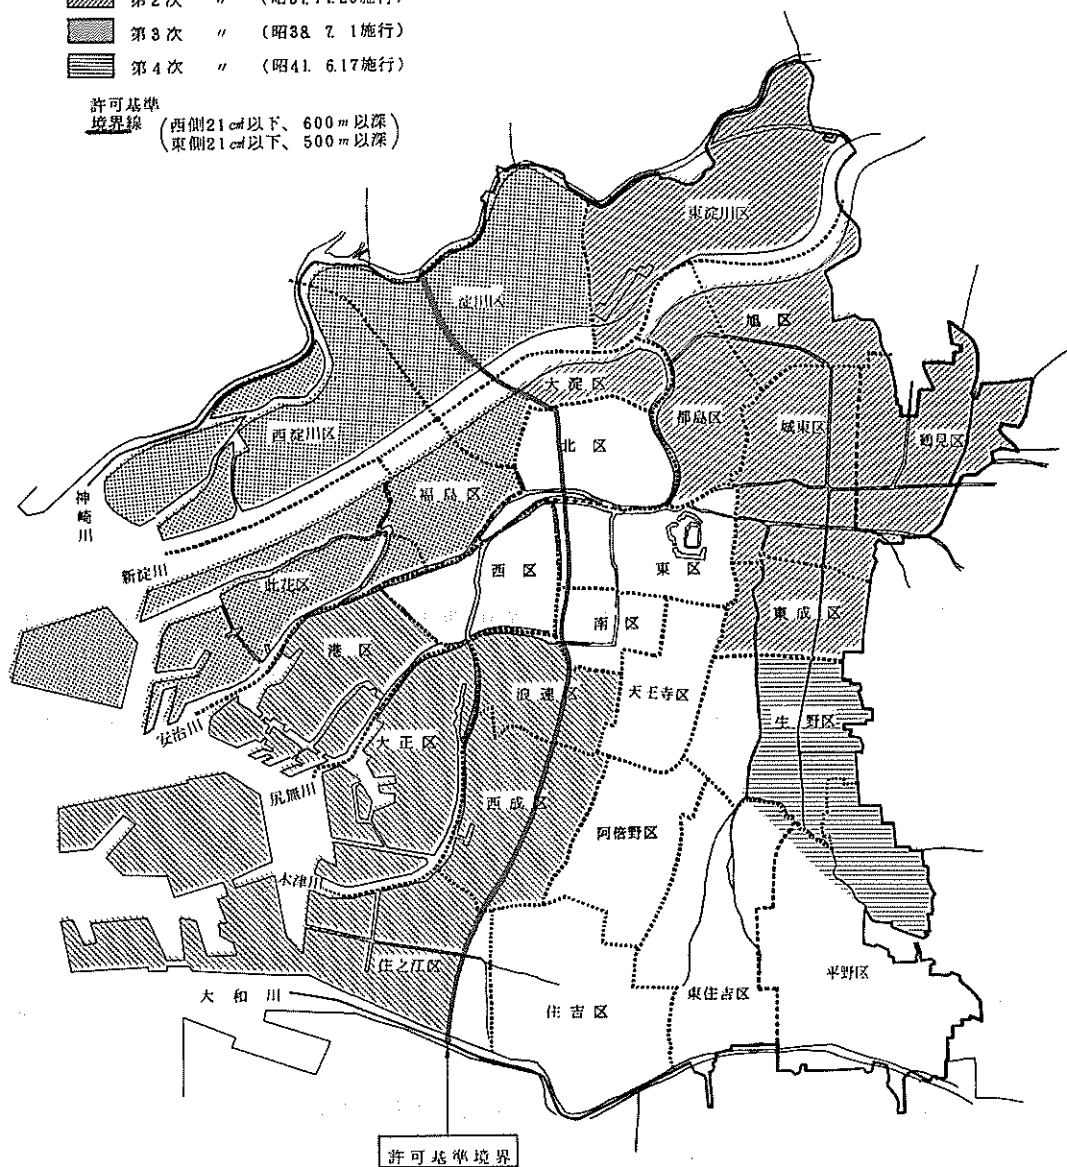 第2次 〃
第3次 〃 (昭38. 7. 1施行)
第4次 〃 (昭41. 6.17施行)
許可基準
境界線
(西側21cm²以下、600m以深)
(東側21cm²以下、500m以深)
東淀川区
淀川区
旭区
大淀区
西淀川区
都島区
城東区
鶴見区
北区
福島区
神崎川
新淀川
西区
東区
此花区
南区
東成区
港区
天王寺区
浪速区
生野区
安治川
大正区
尻無川
西成区
阿倍野区
木津川
住之江区
平野区
大和川
東住吉区
住吉区
許可基準境界